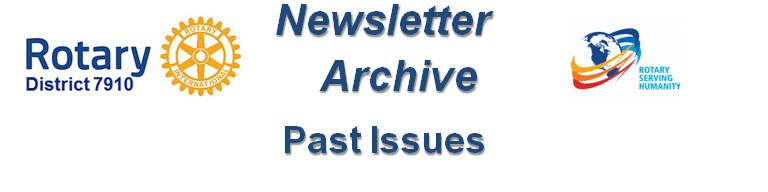 Rotary
District 7910
ROTARY
INTERNATIONAL
Newsletter
Archive
Past Issues
ROTARY
SERVING
HUMANITY